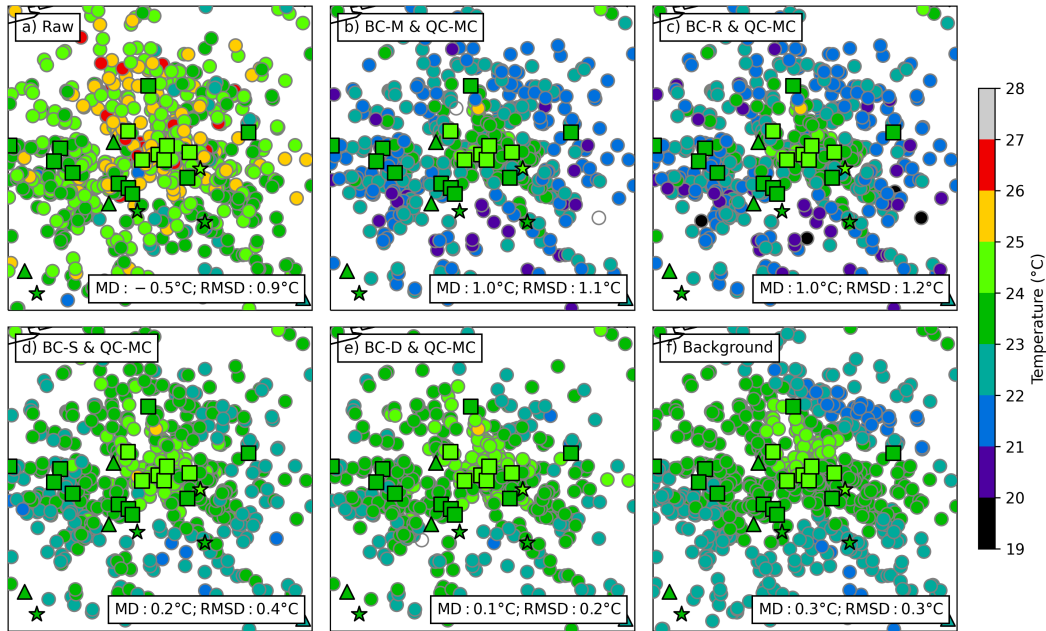 a) Raw
MD : −0.5°C; RMSD : 0.9°C
b) BC-M & QC-MC
MD : 1.0°C; RMSD : 1.1°C
c) BC-R & QC-MC
MD : 1.0°C; RMSD : 1.2°C
d) BC-S & QC-MC
MD : 0.2°C; RMSD : 0.4°C
e) BC-D & QC-MC
MD : 0.1°C; RMSD : 0.2°C
f) Background
MD : 0.3°C; RMSD : 0.3°C
28
27
26
25
24
23
22
21
20
19
Temperature (°C)